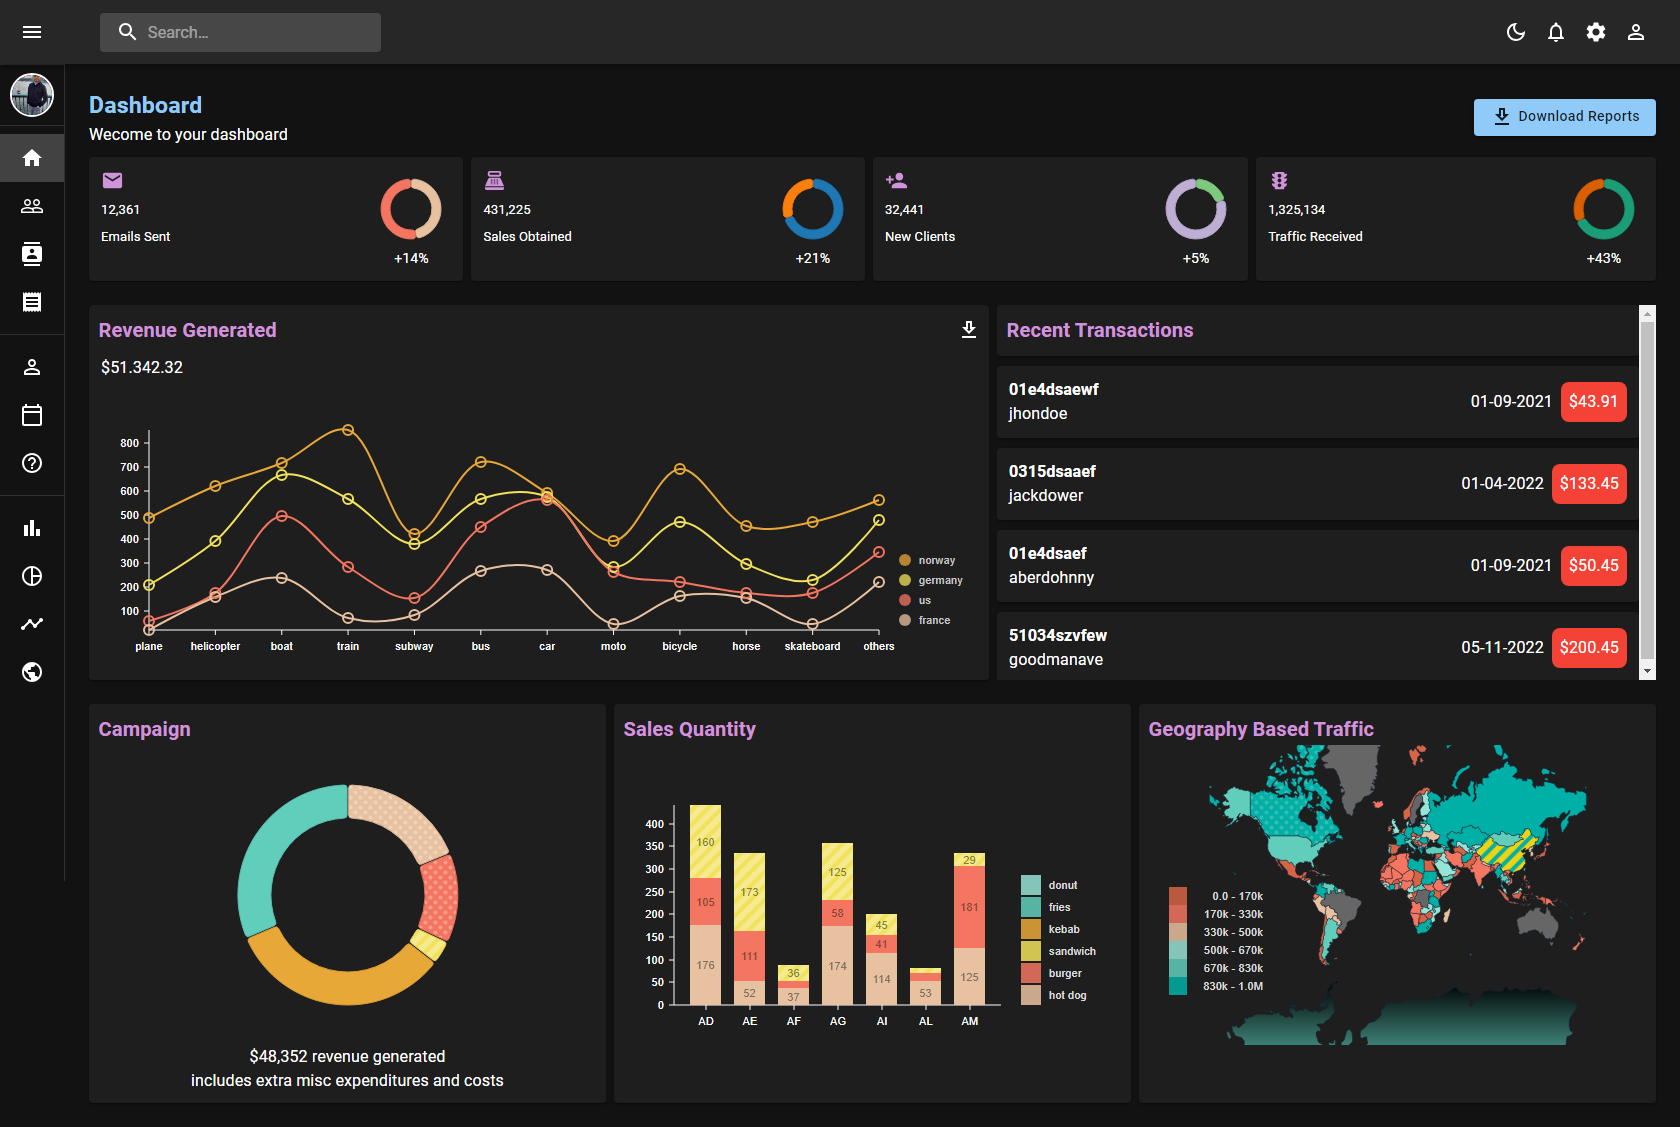 Search...
Dashboard
Wecome to your dashboard
Download Reports
12,361
Emails Sent
+14%
431,225
Sales Obtained
+21%
32,441
New Clients
+5%
1,325,134
Traffic Received
+43%
Revenue Generated
$51.342.32
800
700
600
500
400
300
200
100
plane helicopter boat train subway bus car moto bicycle horse skateboard others
norway
germany
us
france
Recent Transactions
01e4dsaewf
jhondoe
01-09-2021 $43.91
0315dsaaef
jackdower
01-04-2022 $133.45
01e4dsaef
aberdohnny
01-09-2021 $50.45
51034szvfew
goodmanave
05-11-2022 $200.45
Campaign
$48,352 revenue generated
includes extra misc expenditures and costs
Sales Quantity
400
350
300
250
200
150
100
50
0
160
105
176
173
111
52
36
37
125
58
174
45
41
114
53
29
181
125
AD AE AF AG AI AL AM
donut
fries
kebab
sandwich
burger
hot dog
Geography Based Traffic
0.0 - 170k
170k - 330k
330k - 500k
500k - 670k
670k - 830k
830k - 1.0M